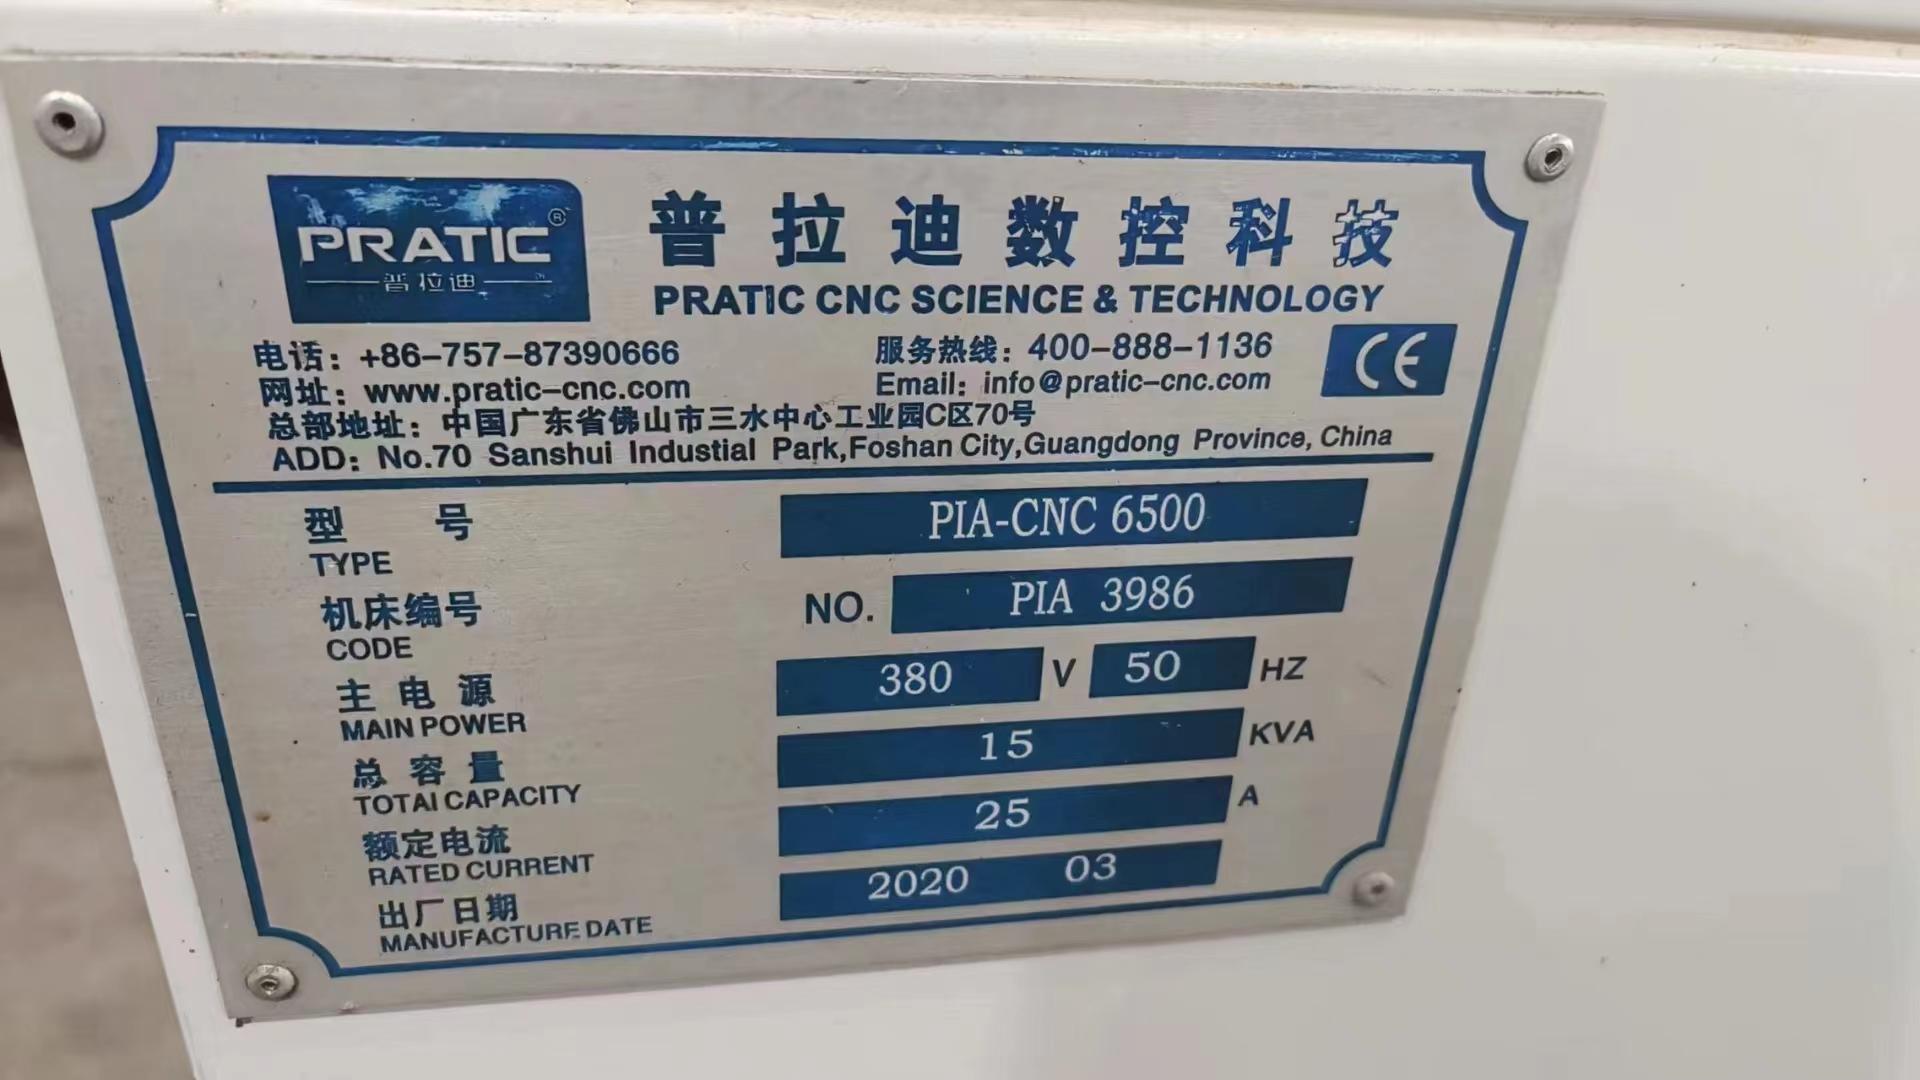 PRATIC®
普拉迪
普拉迪数控科技
PRATIC CNC SCIENCE & TECHNOLOGY
电话：+86-757-87390666 服务热线：400-888-1136
网址：www.pratic-cnc.com Email：info@pratic-cnc.com
CE
总部地址：中国广东省佛山市三水中心工业园C区70号
ADD：No.70 Sanshui Industial Park,Foshan City,Guangdong Province, China
型号 PIA-CNC 6500
TYPE
机床编号 NO. PIA 3986
CODE
主电源 380 V 50 HZ
MAIN POWER
总容量 15 KVA
TOTAI CAPACITY
额定电流 25 A
RATED CURRENT
出厂日期 2020 03
MANUFACTURE DATE